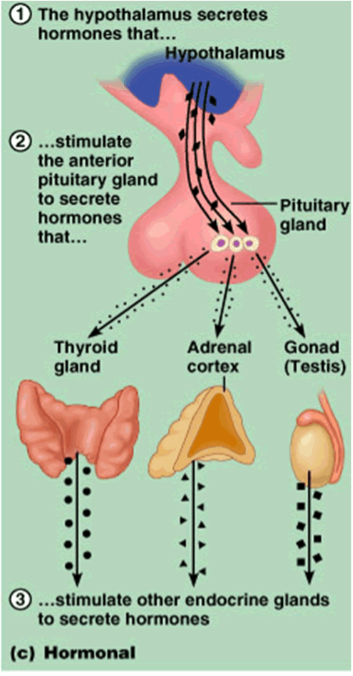 ① The hypothalamus secretes
hormones that…
Hypothalamus
② …stimulate
the anterior
pituitary gland
to secrete
hormones
that…
Pituitary
gland
Thyroid
gland
Adrenal
cortex
Gonad
(Testis)
③ …stimulate other endocrine glands
to secrete hormones
(c) Hormonal